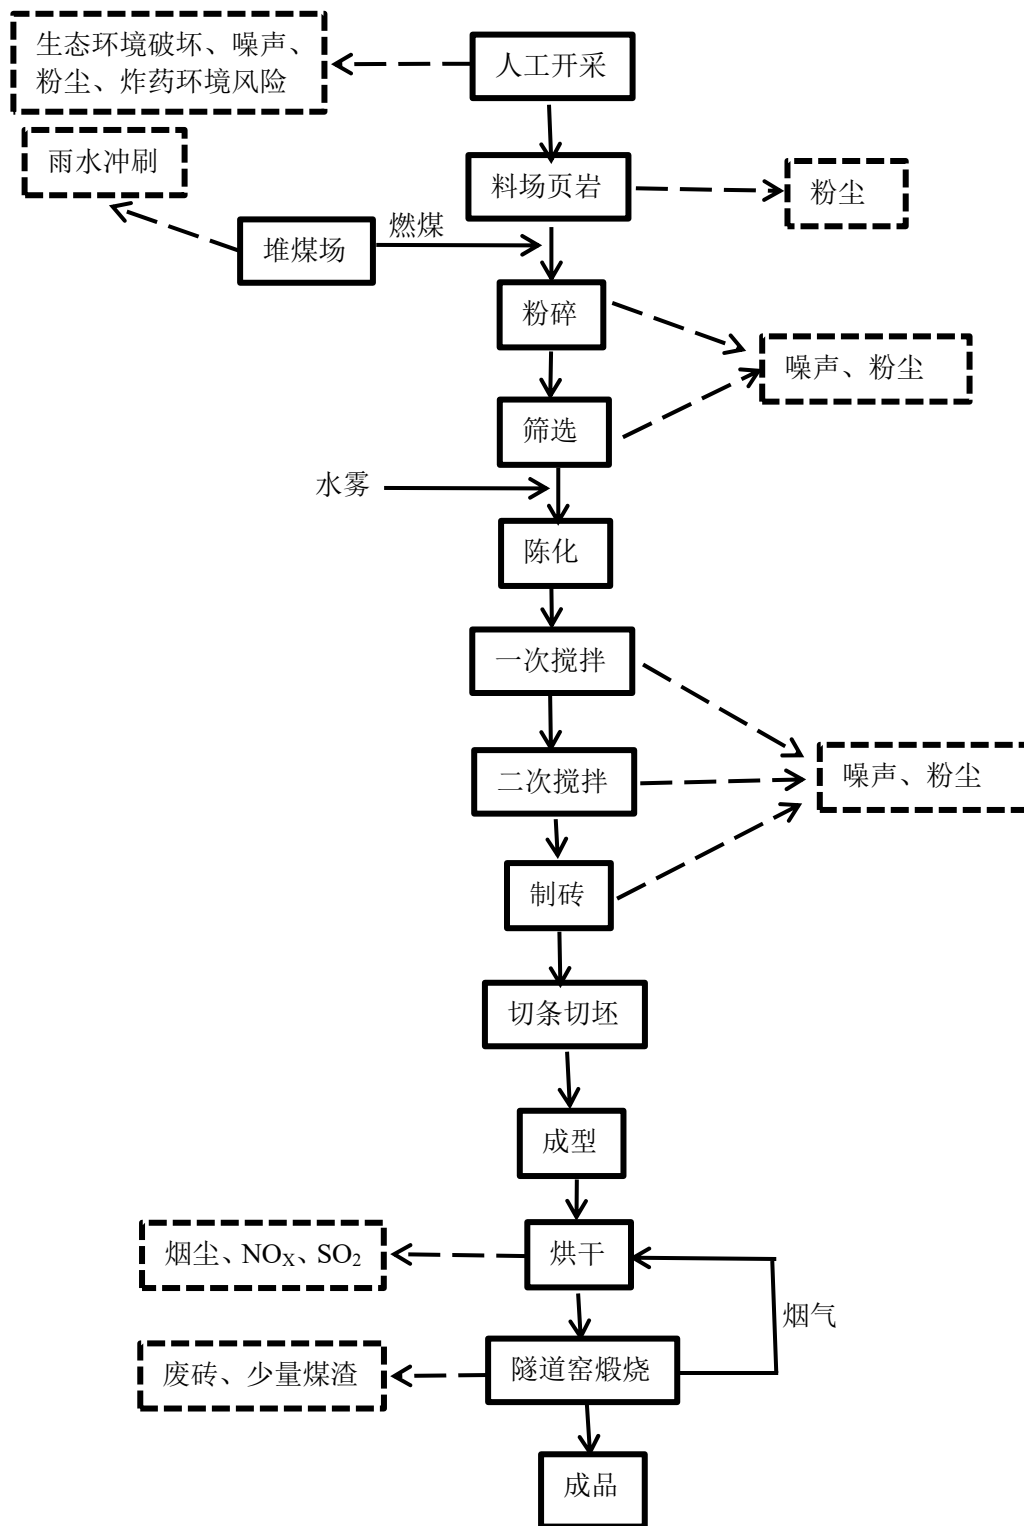 生态环境破坏、噪声、
粉尘、炸药环境风险
人工开采
雨水冲刷
料场页岩
粉尘
堆煤场
燃煤
粉碎
噪声、粉尘
筛选
水雾
陈化
一次搅拌
二次搅拌
噪声、粉尘
制砖
切条切坯
成型
烟尘、NOX、SO2
烘干
烟气
废砖、少量煤渣
隧道窑煅烧
成品